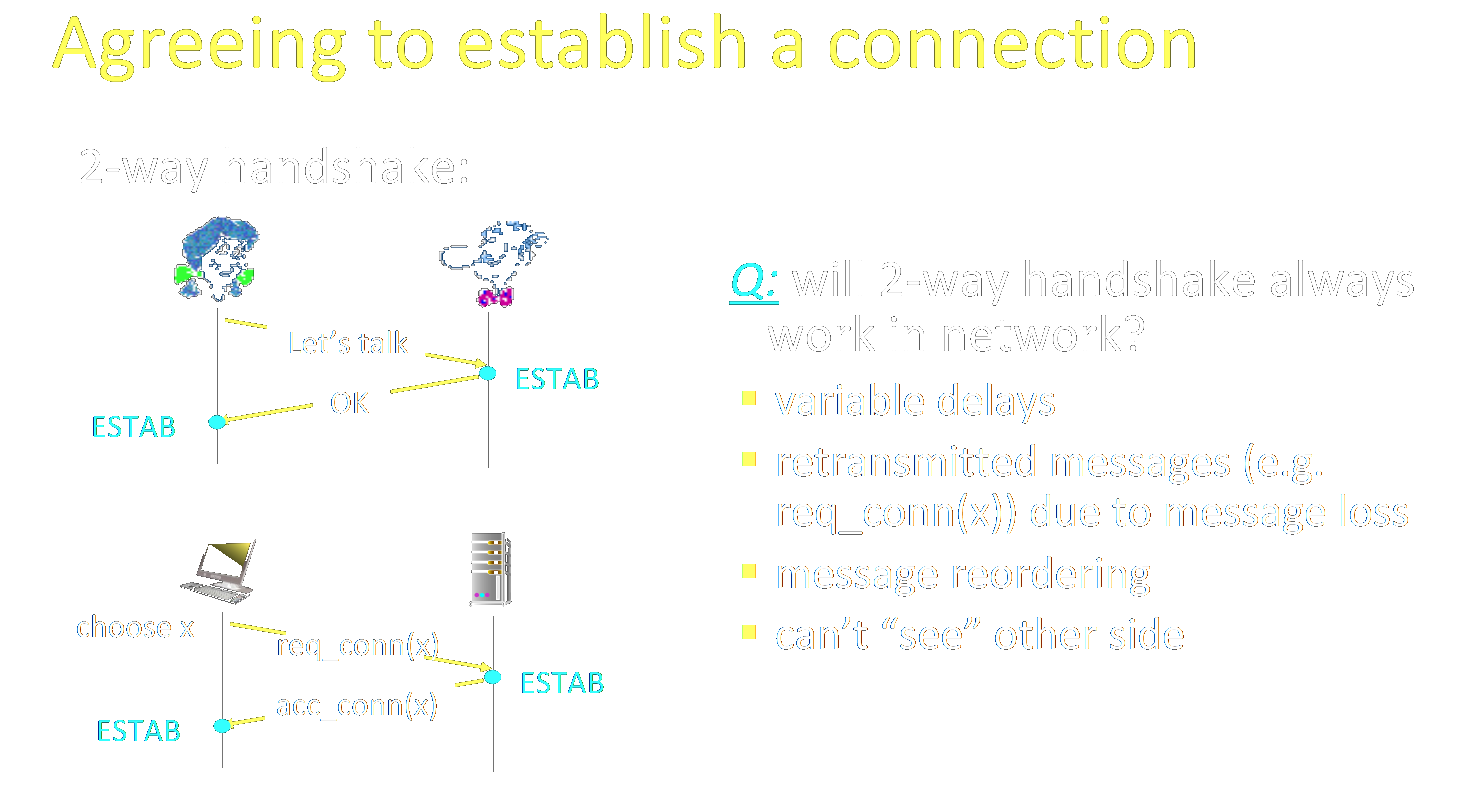 Agreeing to establish a connection
2-way handshake:
Let's talk
ESTAB
OK
ESTAB
choose x
req_conn(x)
ESTAB
acc_conn(x)
ESTAB
Q: will 2-way handshake always
work in network?
variable delays
retransmitted messages (e.g.
req_conn(x)) due to message loss
message reordering
can't “see” other side